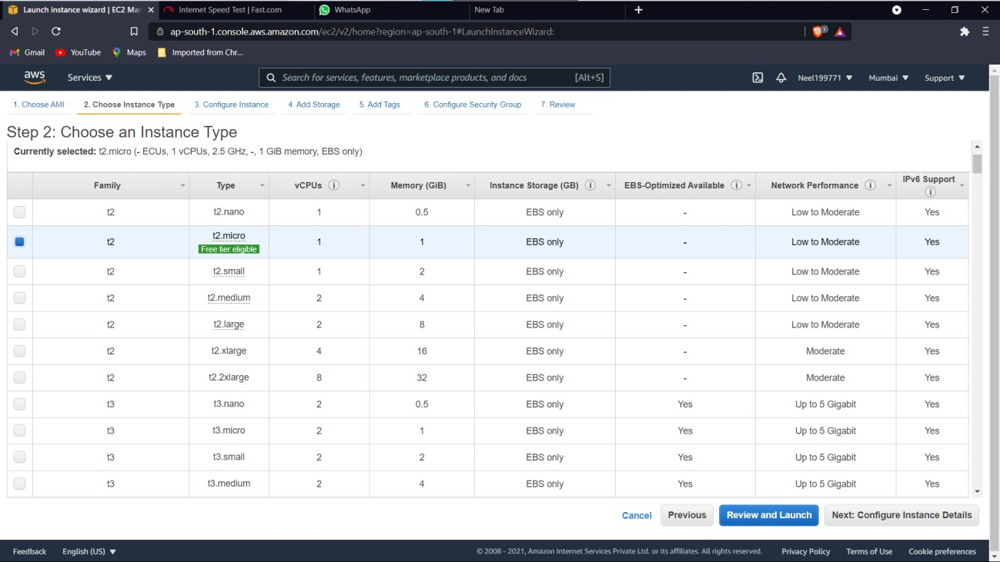 Launch instance wizard | EC2 Man
Internet Speed Test | Fast.com
WhatsApp
New Tab
ap-south-1.console.aws.amazon.com/ec2/v2/home?region=ap-south-1#LaunchInstanceWizard:
1
Gmail YouTube Maps Imported from Chr...
aws Services Search for services, features, marketplace products, and docs [Alt+S] Neel199771 Mumbai Support
1. Choose AMI 2. Choose Instance Type 3. Configure Instance 4. Add Storage 5. Add Tags 6. Configure Security Group 7. Review
Step 2: Choose an Instance Type
Currently selected: t2.micro (- ECUs, 1 vCPUs, 2.5 GHz, -, 1 GiB memory, EBS only)
Family Type vCPUs i Memory (GiB) Instance Storage (GB) i EBS-Optimized Available i Network Performance i IPv6 Support i
t2 t2.nano 1 0.5 EBS only - Low to Moderate Yes
t2 t2.micro 1 1 EBS only - Low to Moderate Yes
Free tier eligible
t2 t2.small 1 2 EBS only - Low to Moderate Yes
t2 t2.medium 2 4 EBS only - Low to Moderate Yes
t2 t2.large 2 8 EBS only - Low to Moderate Yes
t2 t2.xlarge 4 16 EBS only - Moderate Yes
t2 t2.2xlarge 8 32 EBS only - Moderate Yes
t3 t3.nano 2 0.5 EBS only Yes Up to 5 Gigabit Yes
t3 t3.micro 2 1 EBS only Yes Up to 5 Gigabit Yes
t3 t3.small 2 2 EBS only Yes Up to 5 Gigabit Yes
t3 t3.medium 2 4 EBS only Yes Up to 5 Gigabit Yes
Cancel Previous Review and Launch Next: Configure Instance Details
Feedback English (US) © 2008 - 2021, Amazon Internet Services Private Ltd. or its affiliates. All rights reserved. Privacy Policy Terms of Use Cookie preferences